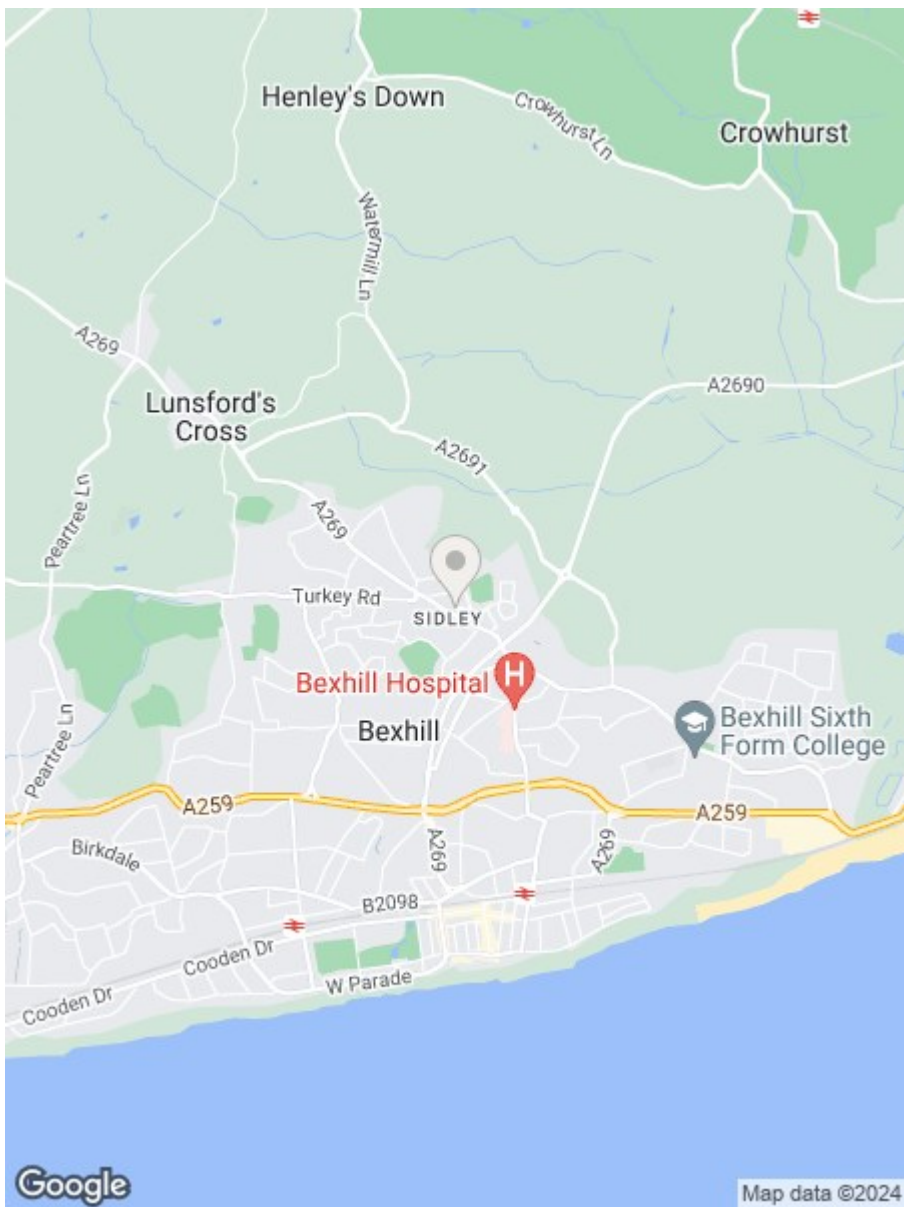 Henley's Down
Crowhurst Ln
Crowhurst
Watermill Ln
A269
A2690
Lunsford's
Cross
A2691
Peartree Ln
A269
Turkey Rd
SIDLEY
H
Bexhill Hospital
Bexhill
Bexhill Sixth
Form College
Peartree Ln
A259
A259
A269
A269
Birkdale
B2098
Cooden Dr
W Parade
Cooden Dr
Google
Map data ©2024